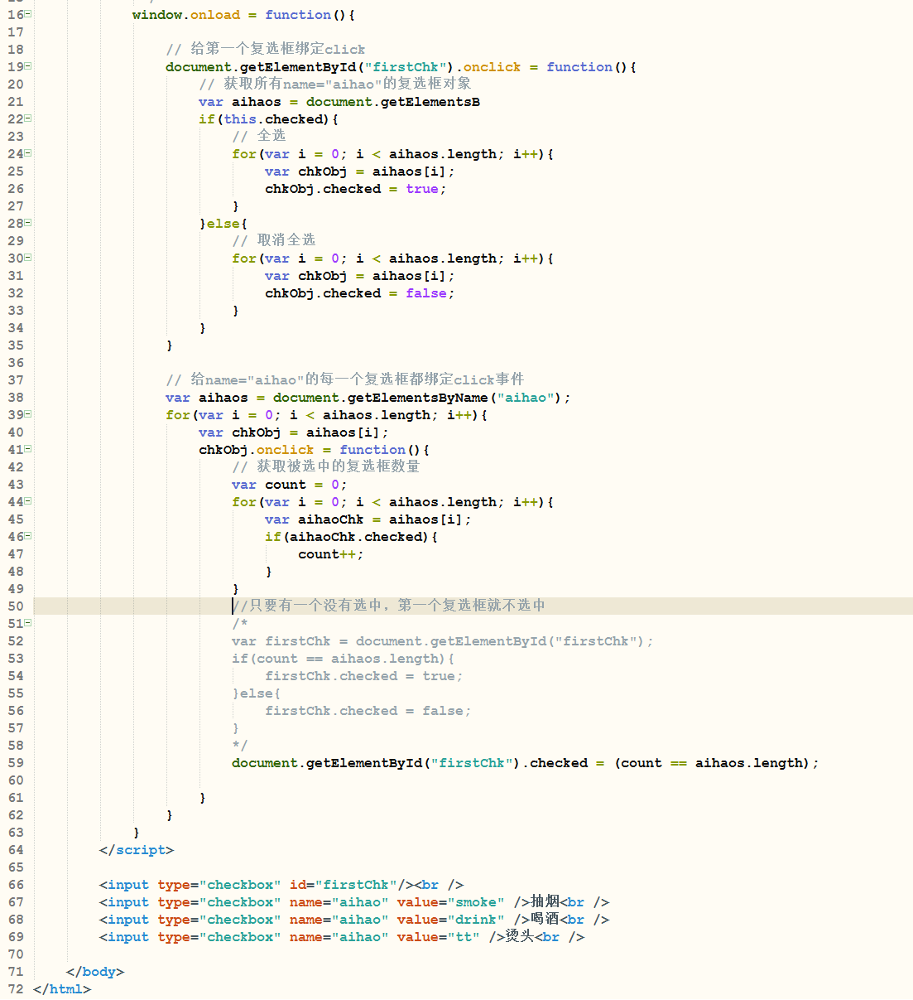 16 window.onload = function(){
17
18 // 给第一个复选框绑定click
19 document.getElementById("firstChk").onclick = function(){
20 // 获取所有name="aihao"的复选框对象
21 var aihaos = document.getElementsB
22 if(this.checked){
23 // 全选
24 for(var i = 0; i < aihaos.length; i++){
25 var chkObj = aihaos[i];
26 chkObj.checked = true;
27 }
28 }else{
29 // 取消全选
30 for(var i = 0; i < aihaos.length; i++){
31 var chkObj = aihaos[i];
32 chkObj.checked = false;
33 }
34 }
35 }
36
37 // 给name="aihao"的每一个复选框都绑定click事件
38 var aihaos = document.getElementsByName("aihao");
39 for(var i = 0; i < aihaos.length; i++){
40 var chkObj = aihaos[i];
41 chkObj.onclick = function(){
42 // 获取被选中的复选框数量
43 var count = 0;
44 for(var i = 0; i < aihaos.length; i++){
45 var aihaoChk = aihaos[i];
46 if(aihaoChk.checked){
47 count++;
48 }
49 }
50 //只要有一个没有选中，第一个复选框就不选中
51 /*
52 var firstChk = document.getElementById("firstChk");
53 if(count == aihaos.length){
54 firstChk.checked = true;
55 }else{
56 firstChk.checked = false;
57 }
58 */
59 document.getElementById("firstChk").checked = (count == aihaos.length);
60
61 }
62 }
63 }
64 </script>
65
66 <input type="checkbox" id="firstChk"/><br />
67 <input type="checkbox" name="aihao" value="smoke" />抽烟<br />
68 <input type="checkbox" name="aihao" value="drink" />喝酒<br />
69 <input type="checkbox" name="aihao" value="tt" />烫头<br />
70
71 </body>
72 </html>